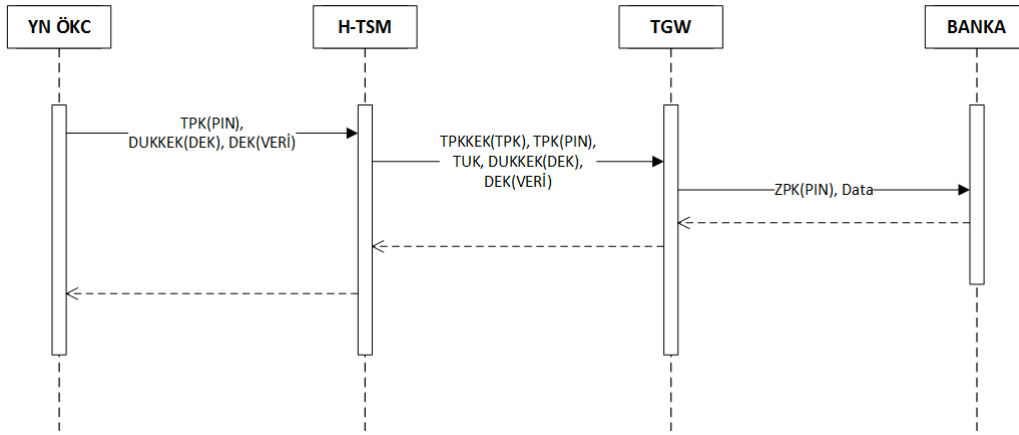 YN ÖKC
H-TSM
TGW
BANKA
TPK(PIN),
DUKKEK(DEK), DEK(VERİ)
TPKKEK(TPK), TPK(PIN),
TUK, DUKKEK(DEK),
DEK(VERİ)
ZPK(PIN), Data